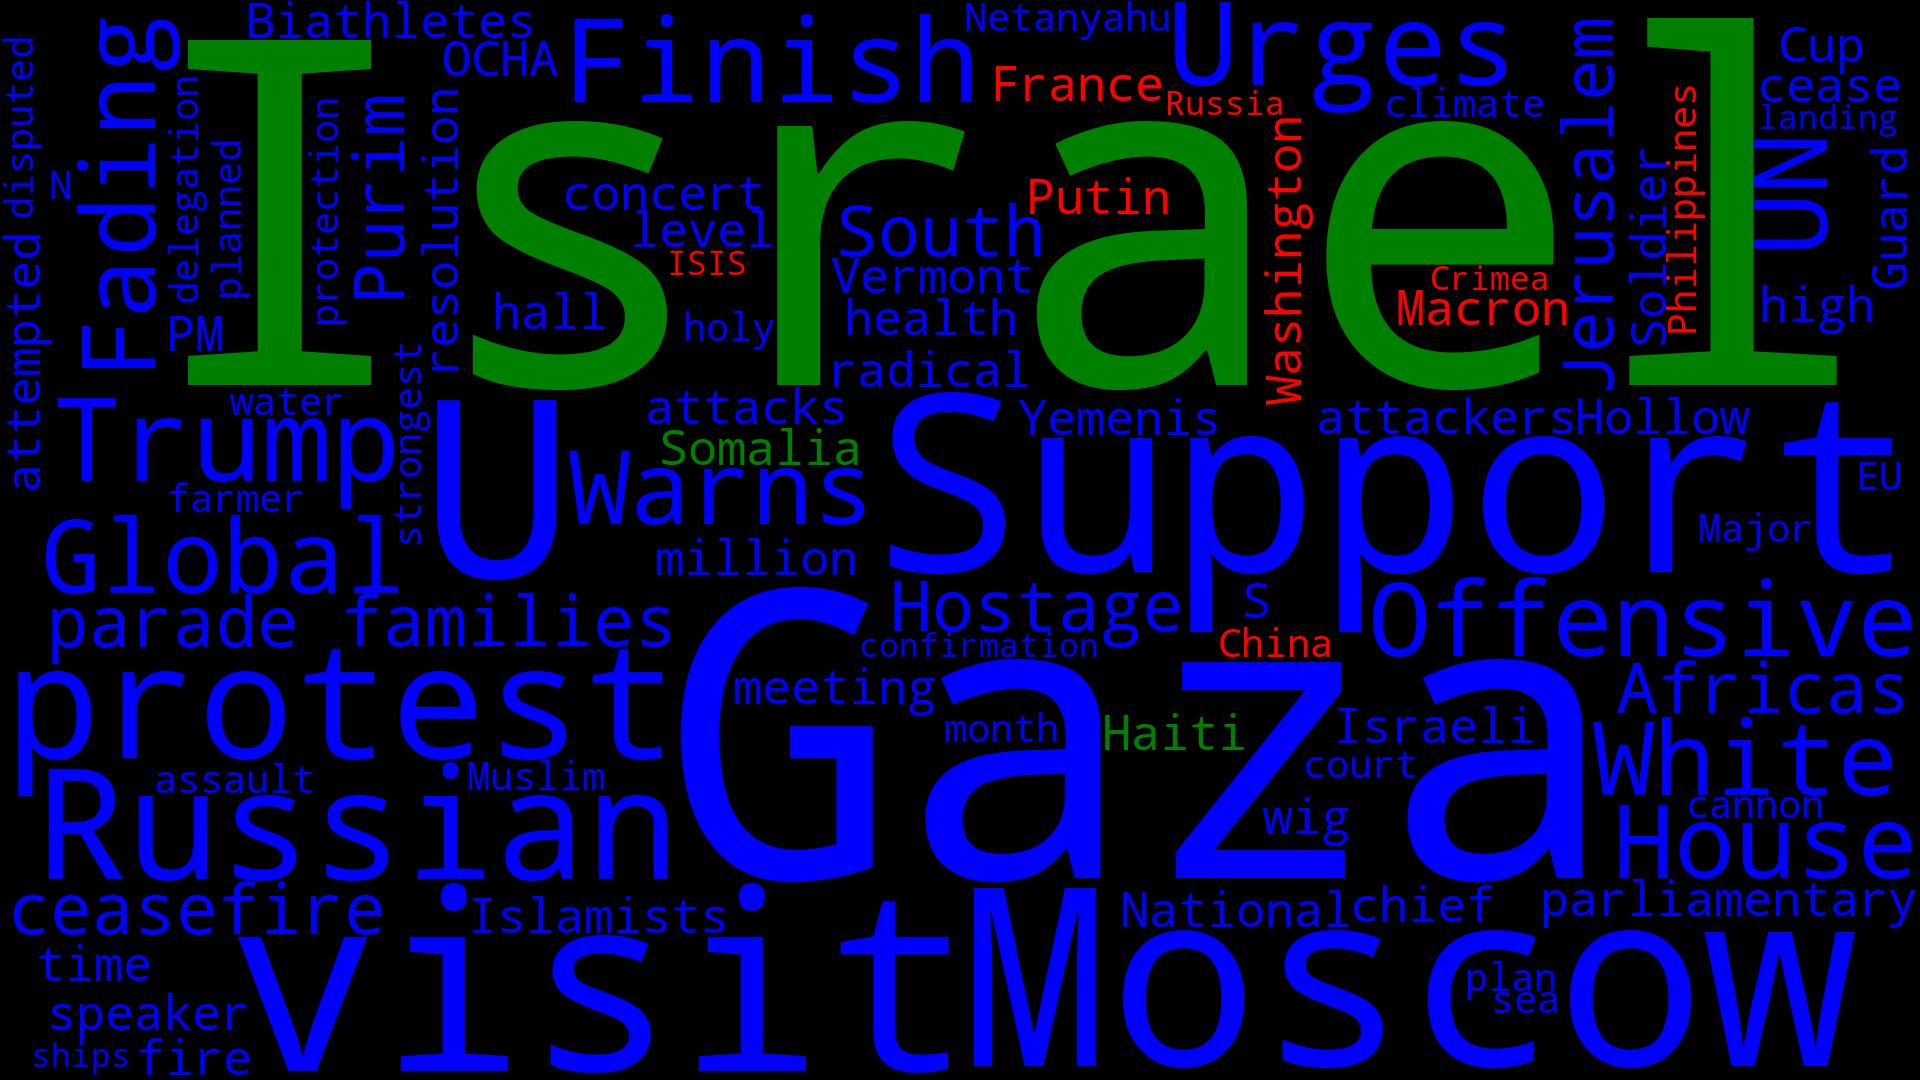 Biathletes
OCHA
Finish
Netanyahu
Urges
Cup
cease
landing
France
Russia
climate
disputed
N
Fading
delegation
planned
protection
Purim
resolution
Israel
Washington
Jerusalem
Soldier
Philippines
UN
Guard
concert
level
ISIS
South
Putin
Vermont
hall
holy
health
Crimea
Macron
high
PM
radical
attempted
water
strongest
Trump
attacks
Somalia
Yemenis
attackers
Hollow
U
Warns
Support
EU
farmer
Major
Global
million
parade
families
Hostage
S
Offensive
confirmation
China
protest
Gaza
meeting
month
Haiti
Israeli
court
Africas
White
Russian
assault
Muslim
wig
cannon
House
ceasefire
Islamists
National
chief
parliamentary
time
visit
Moscow
plan
sea
speaker
ships
fire